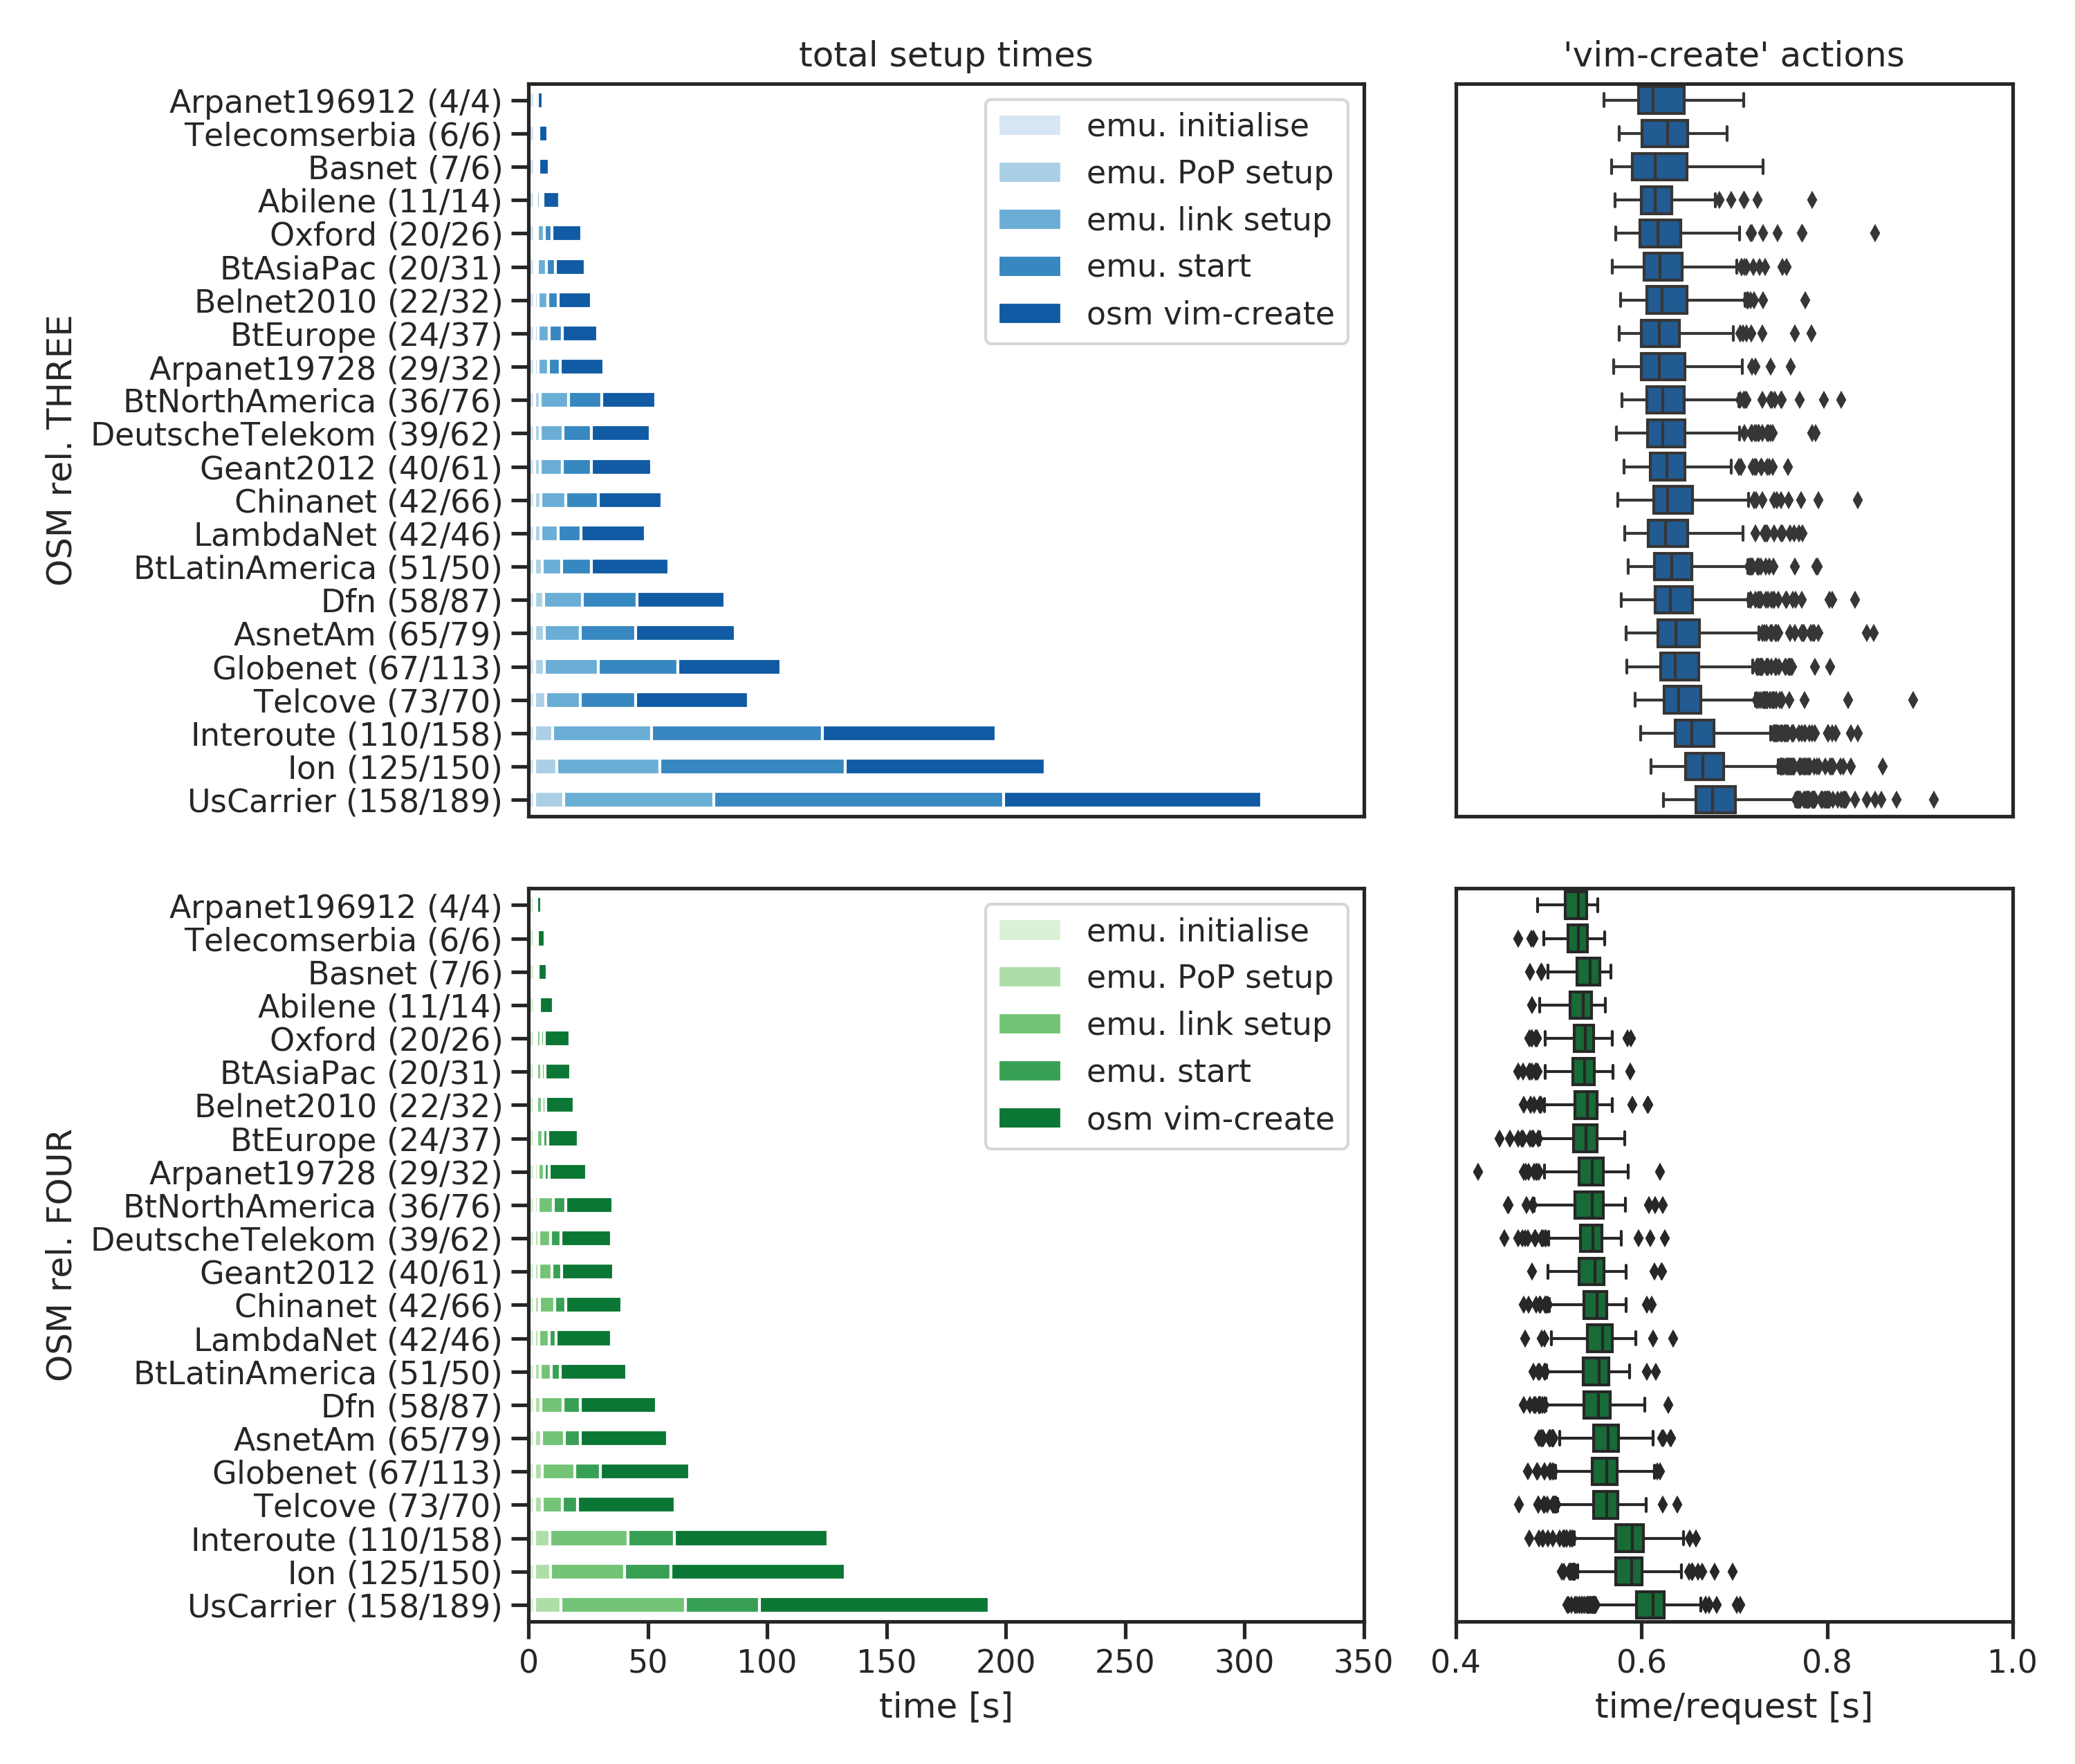 total setup times
'vim-create' actions
OSM rel. THREE
Arpanet196912 (4/4)
Telecomserbia (6/6)
Basnet (7/6)
Abilene (11/14)
Oxford (20/26)
BtAsiaPac (20/31)
Belnet2010 (22/32)
BtEurope (24/37)
Arpanet19728 (29/32)
BtNorthAmerica (36/76)
DeutscheTelekom (39/62)
Geant2012 (40/61)
Chinanet (42/66)
LambdaNet (42/46)
BtLatinAmerica (51/50)
Dfn (58/87)
AsnetAm (65/79)
Globenet (67/113)
Telcove (73/70)
Interoute (110/158)
Ion (125/150)
UsCarrier (158/189)
emu. initialise
emu. PoP setup
emu. link setup
emu. start
osm vim-create
OSM rel. FOUR
Arpanet196912 (4/4)
Telecomserbia (6/6)
Basnet (7/6)
Abilene (11/14)
Oxford (20/26)
BtAsiaPac (20/31)
Belnet2010 (22/32)
BtEurope (24/37)
Arpanet19728 (29/32)
BtNorthAmerica (36/76)
DeutscheTelekom (39/62)
Geant2012 (40/61)
Chinanet (42/66)
LambdaNet (42/46)
BtLatinAmerica (51/50)
Dfn (58/87)
AsnetAm (65/79)
Globenet (67/113)
Telcove (73/70)
Interoute (110/158)
Ion (125/150)
UsCarrier (158/189)
emu. initialise
emu. PoP setup
emu. link setup
emu. start
osm vim-create
0 50 100 150 200 250 300 350
time [s]
0.4 0.6 0.8 1.0
time/request [s]